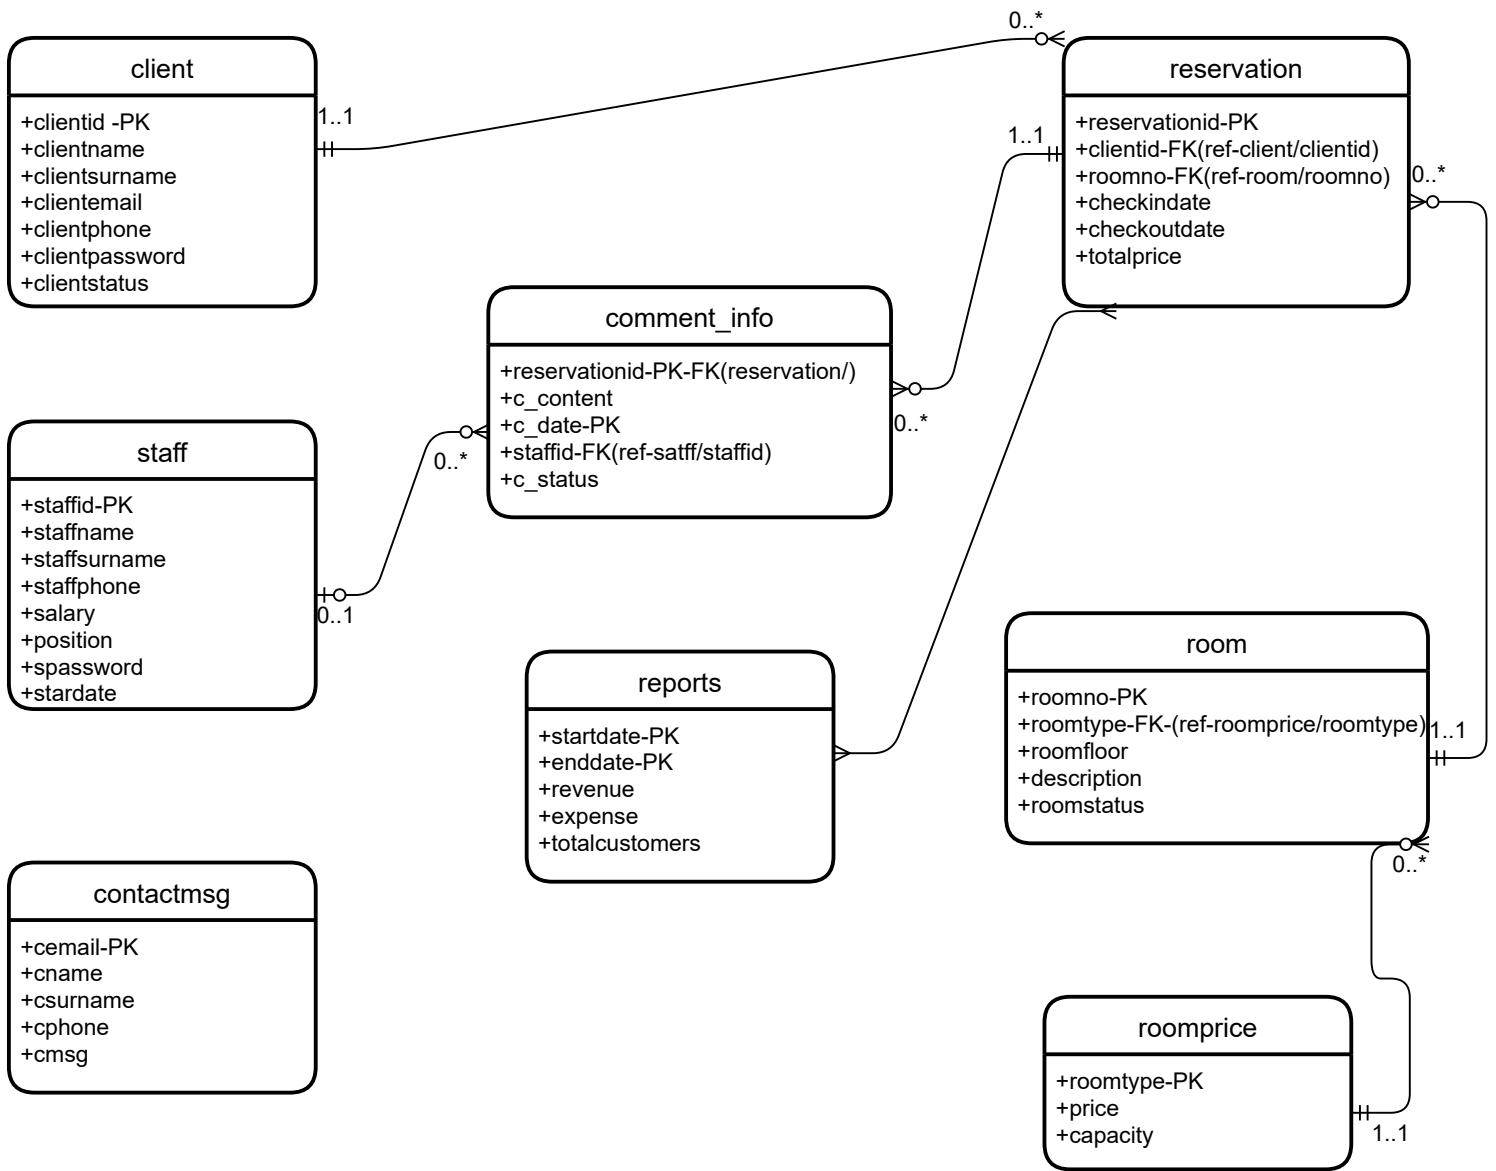 client
+clientid -PK
+clientname
+clientsurname
+clientemail
+clientphone
+clientpassword
+clientstatus
1..1
0..*
reservation
+reservationid-PK
+clientid-FK(ref-client/clientid)
+roomno-FK(ref-room/roomno)
+checkindate
+checkoutdate
+totalprice
1..1
0..*
comment_info
+reservationid-PK-FK(reservation/)
+c_content
+c_date-PK
+staffid-FK(ref-satff/staffid)
+c_status
0..*
0..*
staff
+staffid-PK
+staffname
+staffsurname
+staffphone
+salary
+position
+spassword
+stardate
0..1
reports
+startdate-PK
+enddate-PK
+revenue
+expense
+totalcustomers
room
+roomno-PK
+roomtype-FK-(ref-roomprice/roomtype)
+roomfloor
+description
+roomstatus
1..1
0..*
contactmsg
+cemail-PK
+cname
+csurname
+cphone
+cmsg
roomprice
+roomtype-PK
+price
+capacity
1..1